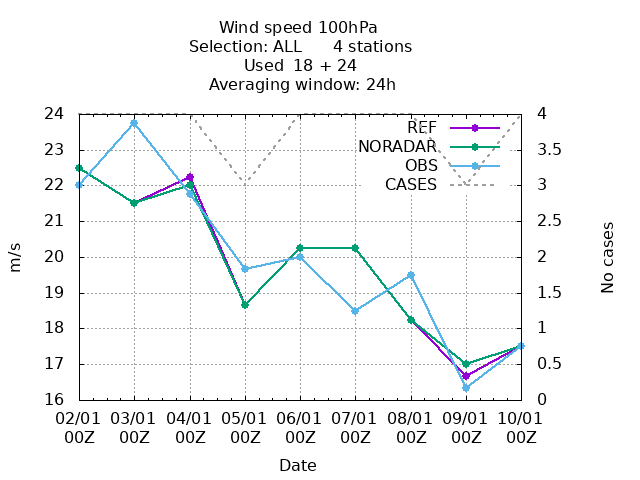 Wind speed 100hPa
Selection: ALL      4 stations
Used 18 + 24
Averaging window: 24h
24
23
22
21
20
19
18
17
16
m/s
4
3.5
3
2.5
2
1.5
1
0.5
0
No cases
REF
NORADAR
OBS
CASES
02/01 03/01 04/01 05/01 06/01 07/01 08/01 09/01 10/01
00Z 00Z 00Z 00Z 00Z 00Z 00Z 00Z 00Z
Date